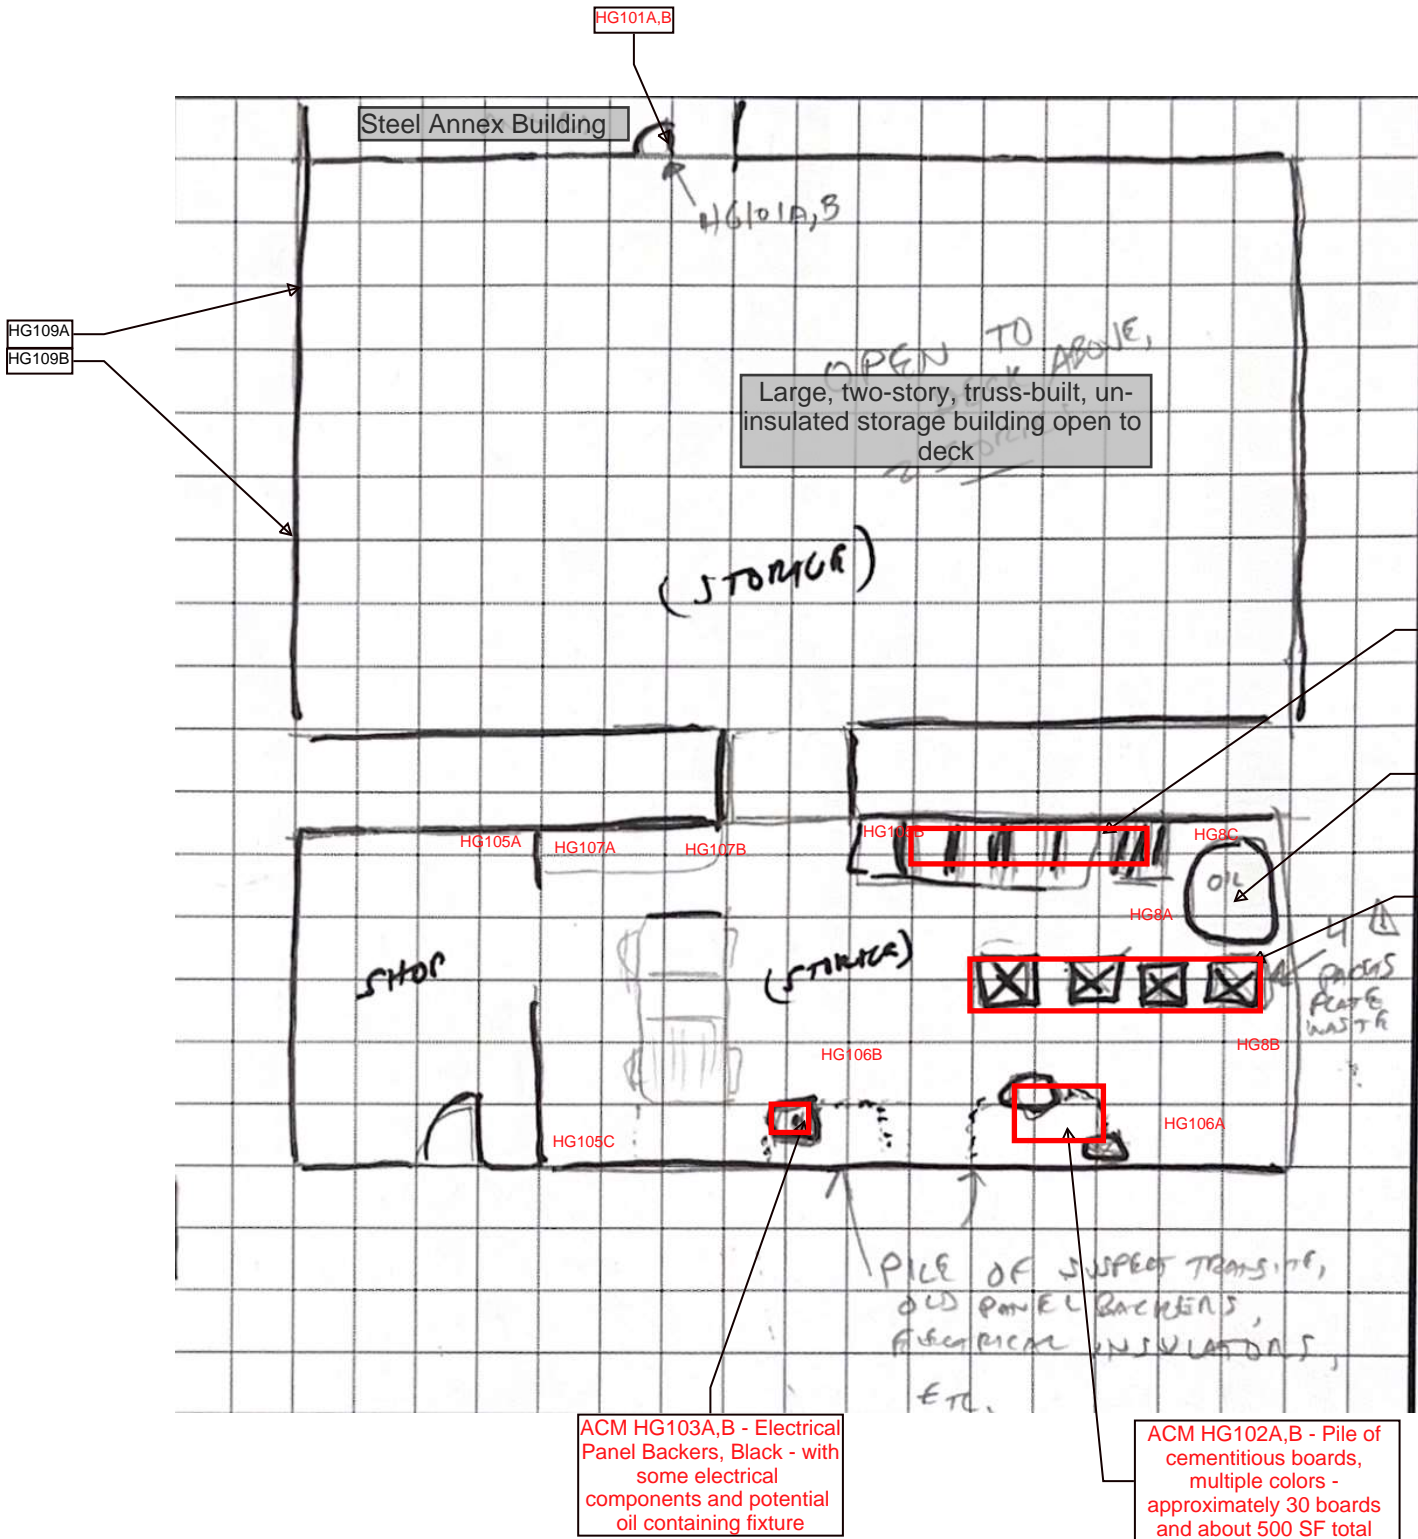 HG101A,B
Steel Annex Building
HG101A,B
HG109A
HG109B
OPEN TO
DECK ABOVE,
2 STORIES
Large, two-story, truss-built, un-
insulated storage building open to
deck
(STORAGE)
HG105A
HG107A
HG107B
HG105B
HG8C
OIL
HG8A
SHOP
(STORAGE)
4
PACKS
PLATE
WASTE
HG8B
HG106B
HG106A
HG105C
PILE OF SUSPECT TRANSITE,
OLD PANEL BACKERS,
ELECTRICAL INSULATORS,
ETC.
ACM HG103A,B - Electrical
Panel Backers, Black - with
some electrical
components and potential
oil containing fixture
ACM HG102A,B - Pile of
cementitious boards,
multiple colors -
approximately 30 boards
and about 500 SF total